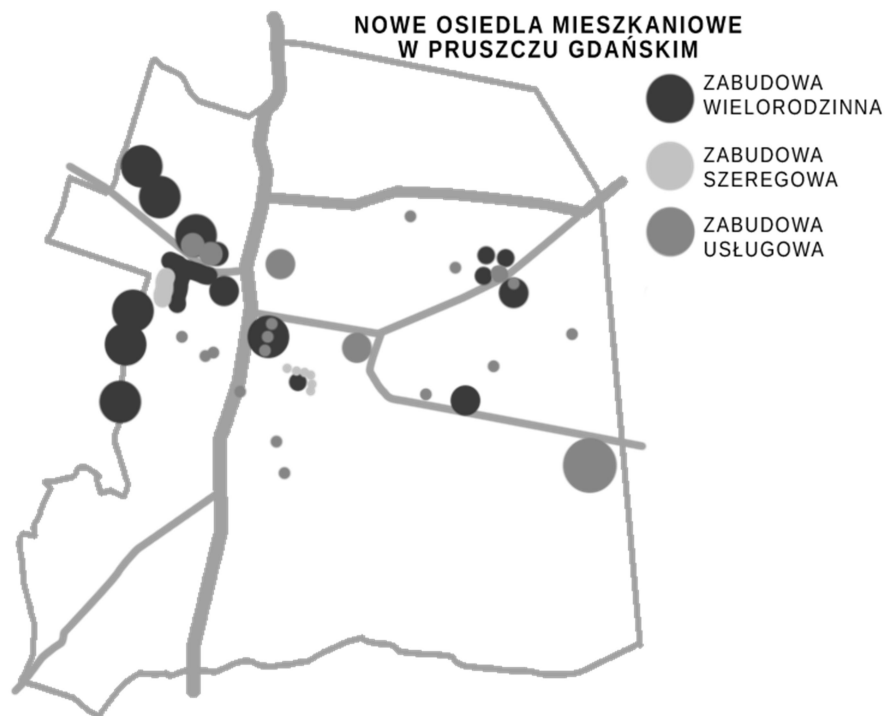 NOWE OSIEDLA MIESZKANIOWE
W PRUSZCZU GDAŃSKIM
ZABUDOWA
WIELORODZINNA
ZABUDOWA
SZEREGOWA
ZABUDOWA
USŁUGOWA